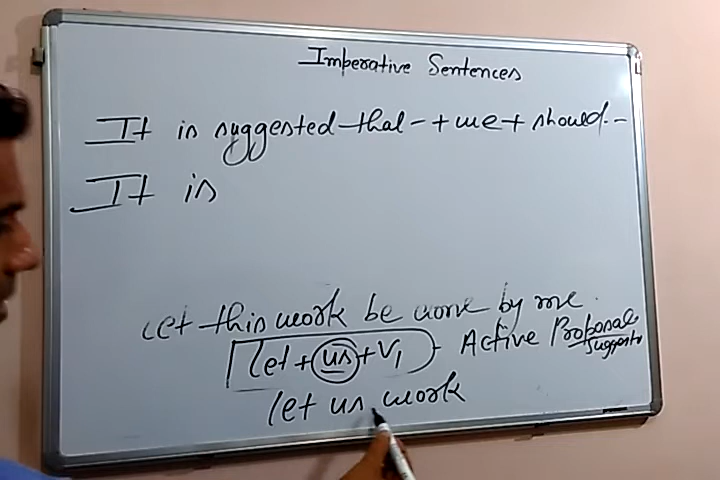 Imperative Sentences
It is suggested that - + we + should. -
It is
Let this work be done by me.
Let + us + V1 - Active Proposal,
Suggest
let us work